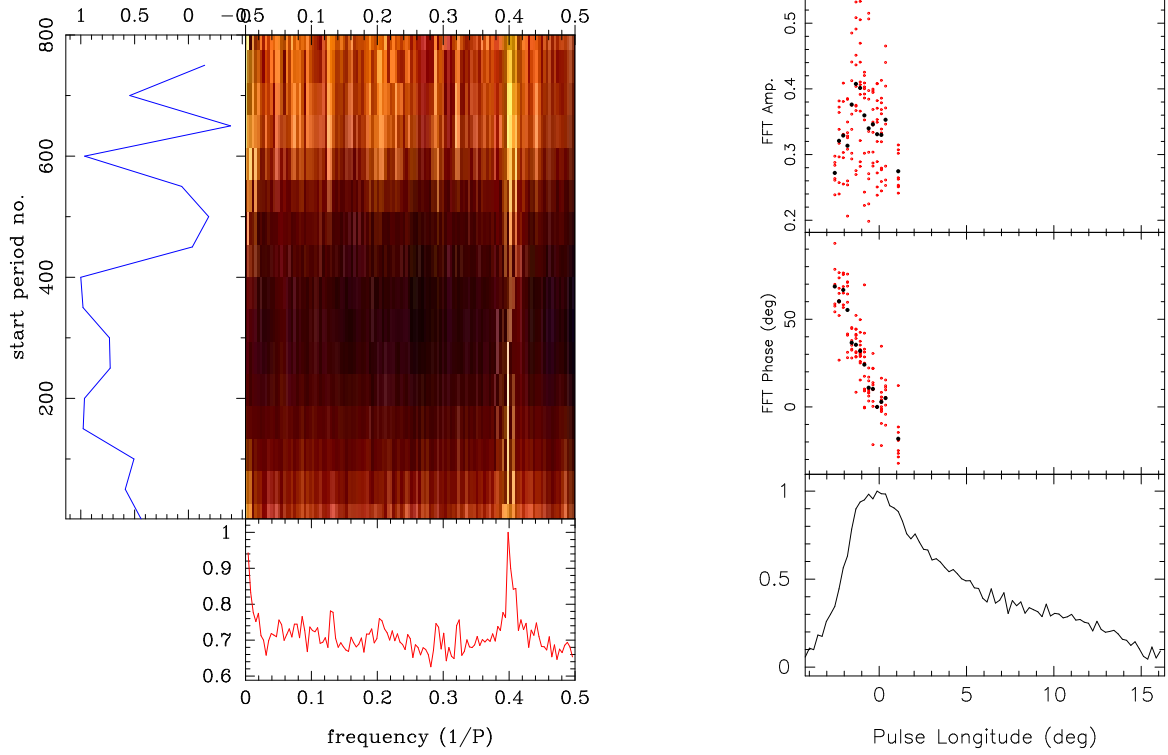 1 0.5 0 −0.5
0 0.1 0.2 0.3 0.4 0.5
800
600
400
200
start period no.
1
0.9
0.8
0.7
0.6
0 0.1 0.2 0.3 0.4 0.5
frequency (1/P)
0.5
0.4
0.3
0.2
FFT Amp.
50
0
FFT Phase (deg)
1
0.5
0
0 5 10 15
Pulse Longitude (deg)